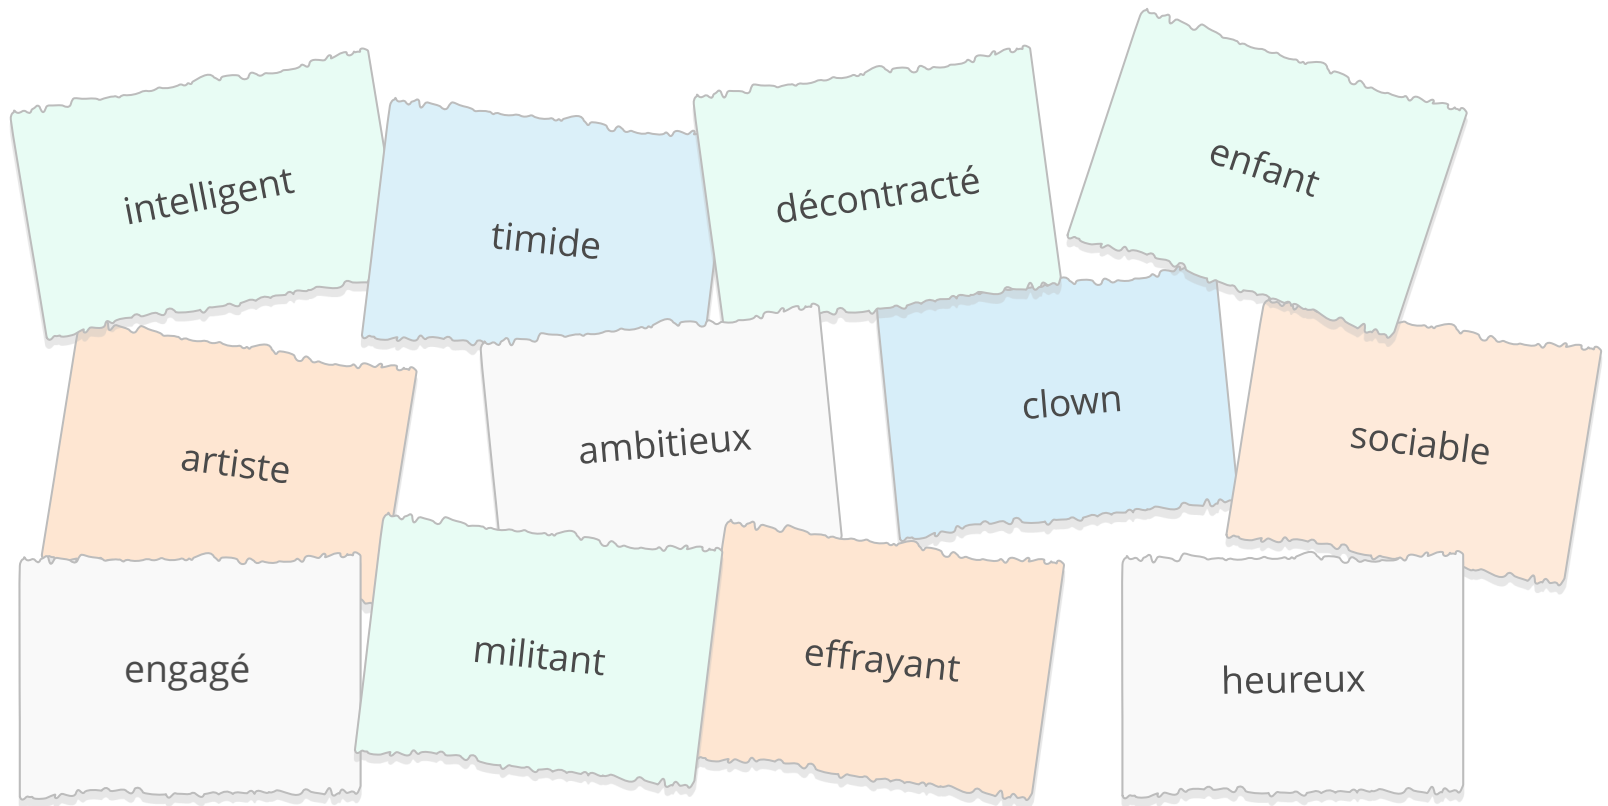 intelligent
timide
décontracté
enfant
artiste
ambitieux
clown
sociable
engagé
militant
effrayant
heureux